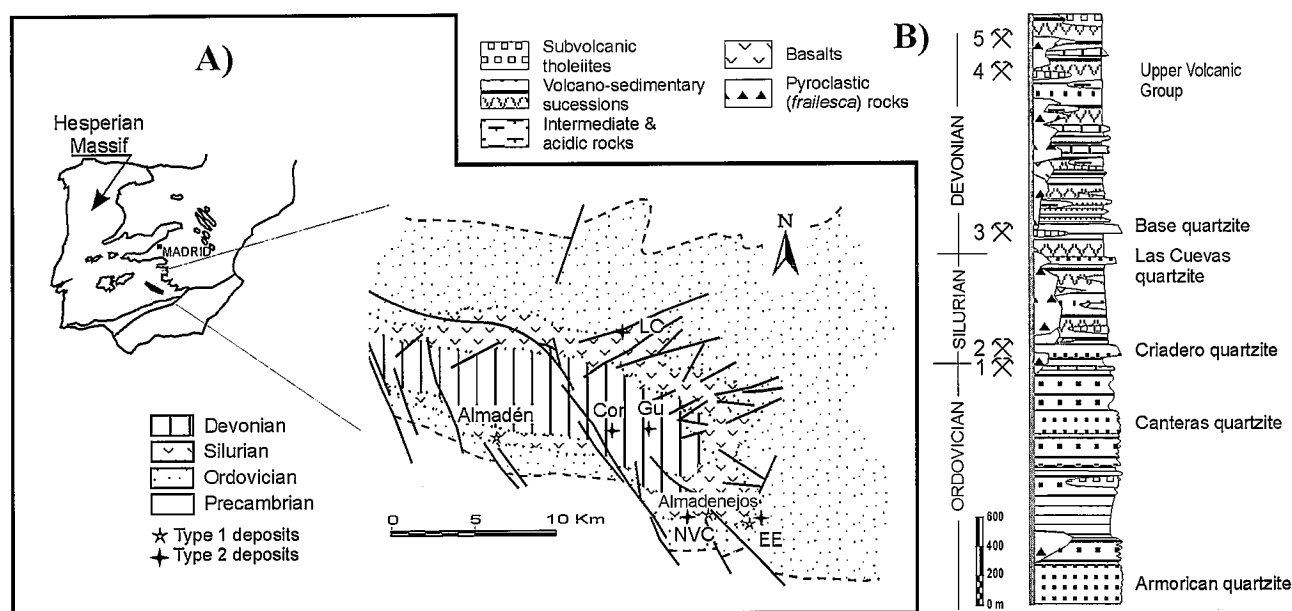 A)
Hesperian
Massif
MADRID
Devonian
Silurian
Ordovician
Precambrian
Type 1 deposits
Type 2 deposits
Subvolcanic
tholeiites
Volcano-sedimentary
sucessions
Intermediate &
acidic rocks
Basalts
Pyroclastic
(frailesca) rocks
N
LC
Almadén
Cor
Gu
Almadenejos
NVC
EE
0 5 10 Km
B)
5
4
3
2
1
DEVONIAN
SILURIAN
ORDOVICIAN
600
400
200
0 m
Upper Volcanic
Group
Base quartzite
Las Cuevas
quartzite
Criadero quartzite
Canteras quartzite
Armorican quartzite